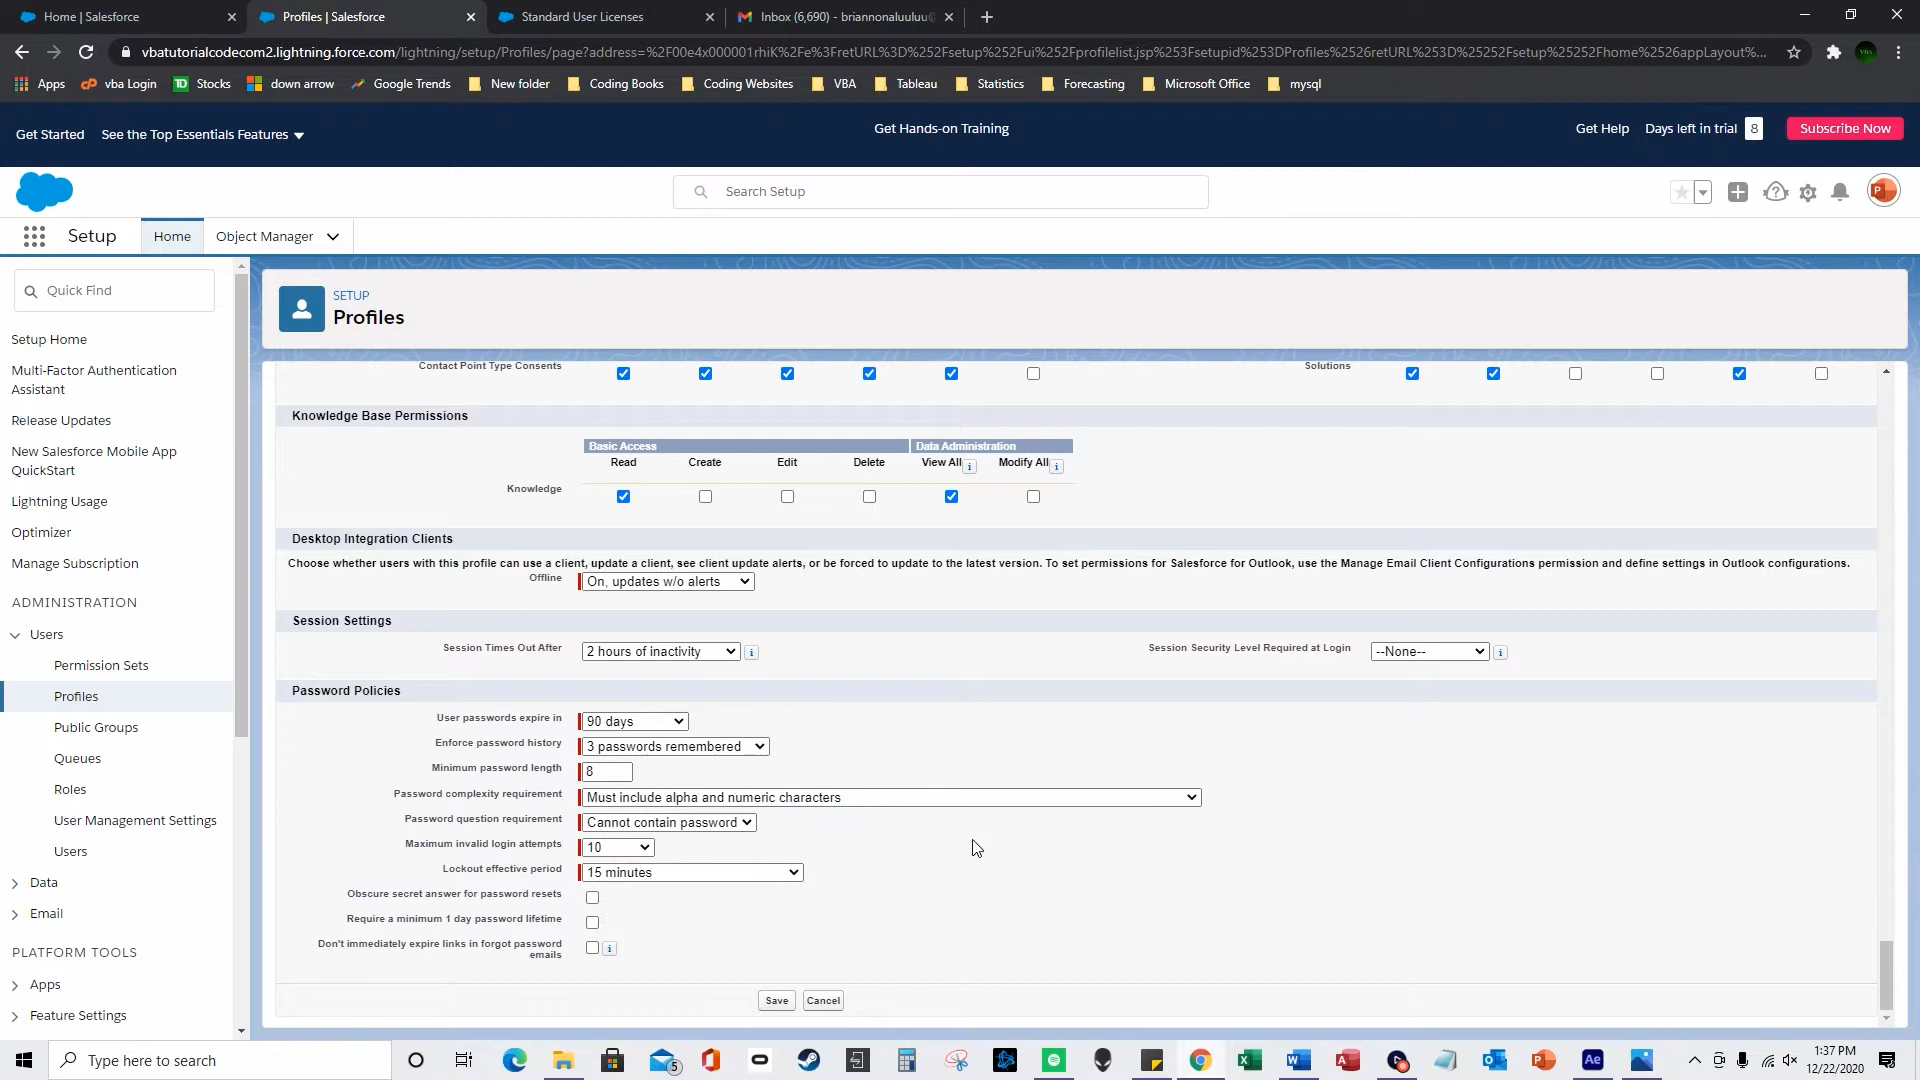 Home | Salesforce
Profiles | Salesforce
Standard User Licenses
Inbox (6,690) - briannonaluuluu@
vbatutorialcodecom2.lightning.force.com/lightning/setup/Profiles/page?address=%2F00e4x000001rhiK%2Fe%3FretURL%3D%252Fsetup%252Fui%252Fprofilelist.jsp%253Fsetupid%253DProfiles%2526retURL%253D%25252Fsetup%25252Fhome%2526appLayout%...
Apps
vba Login
Stocks
down arrow
Google Trends
New folder
Coding Books
Coding Websites
VBA
Tableau
Statistics
Forecasting
Microsoft Office
mysql
Get Started
See the Top Essentials Features
Get Hands-on Training
Get Help
Days left in trial 8
Subscribe Now
Search Setup
Setup
Home
Object Manager
Quick Find
Setup Home
Multi-Factor Authentication
Assistant
Release Updates
New Salesforce Mobile App
QuickStart
Lightning Usage
Optimizer
Manage Subscription
ADMINISTRATION
Users
Permission Sets
Profiles
Public Groups
Queues
Roles
User Management Settings
Users
Data
Email
PLATFORM TOOLS
Apps
Feature Settings
SETUP
Profiles
Contact Point Type Consents
Solutions
Knowledge Base Permissions
Basic Access Data Administration
Read Create Edit Delete View All i Modify All i
Knowledge
Desktop Integration Clients
Choose whether users with this profile can use a client, update a client, see client update alerts, or be forced to update to the latest version. To set permissions for Salesforce for Outlook, use the Manage Email Client Configurations permission and define settings in Outlook configurations.
Offline On, updates w/o alerts
Session Settings
Session Times Out After 2 hours of inactivity i
Session Security Level Required at Login --None-- i
Password Policies
User passwords expire in 90 days
Enforce password history 3 passwords remembered
Minimum password length 8
Password complexity requirement Must include alpha and numeric characters
Password question requirement Cannot contain password
Maximum invalid login attempts 10
Lockout effective period 15 minutes
Obscure secret answer for password resets
Require a minimum 1 day password lifetime
Don't immediately expire links in forgot password
emails i
Save Cancel
Type here to search
5
Ae
1:37 PM
12/22/2020